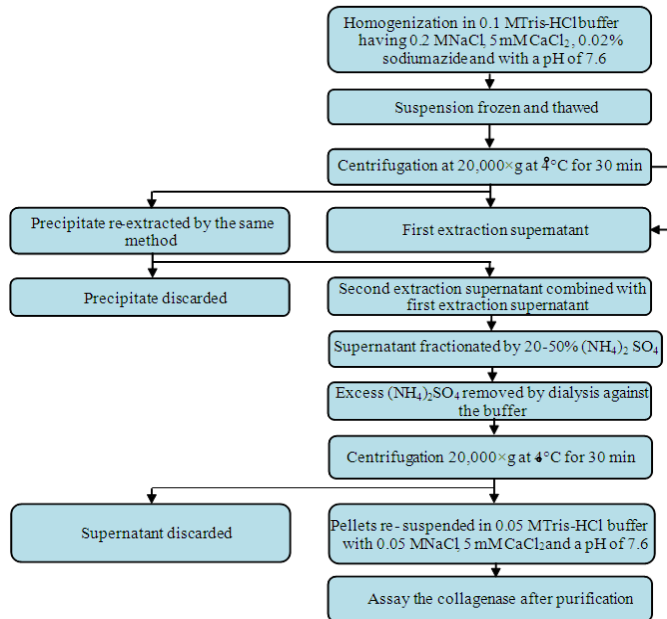 Homogenization in 0.1 MTris-HCl buffer
having 0.2 MNaCl, 5 mM CaCl₂, 0.02%
sodiumazide and with a pH of 7.6
Suspension frozen and thawed
Centrifugation at 20,000×g at 4°C for 30 min
Precipitate re-extracted by the same
method
First extraction supernatant
Precipitate discarded
Second extraction supernatant combined with
first extraction supernatant
Supernatant fractionated by 20-50% (NH₄)₂ SO₄
Excess (NH₄)₂SO₄ removed by dialysis against
the buffer
Centrifugation 20,000×g at 4°C for 30 min
Supernatant discarded
Pellets re- suspended in 0.05 MTris-HCl buffer
with 0.05 MNaCl, 5 mM CaCl₂and a pH of 7.6
Assay the collagenase after purification